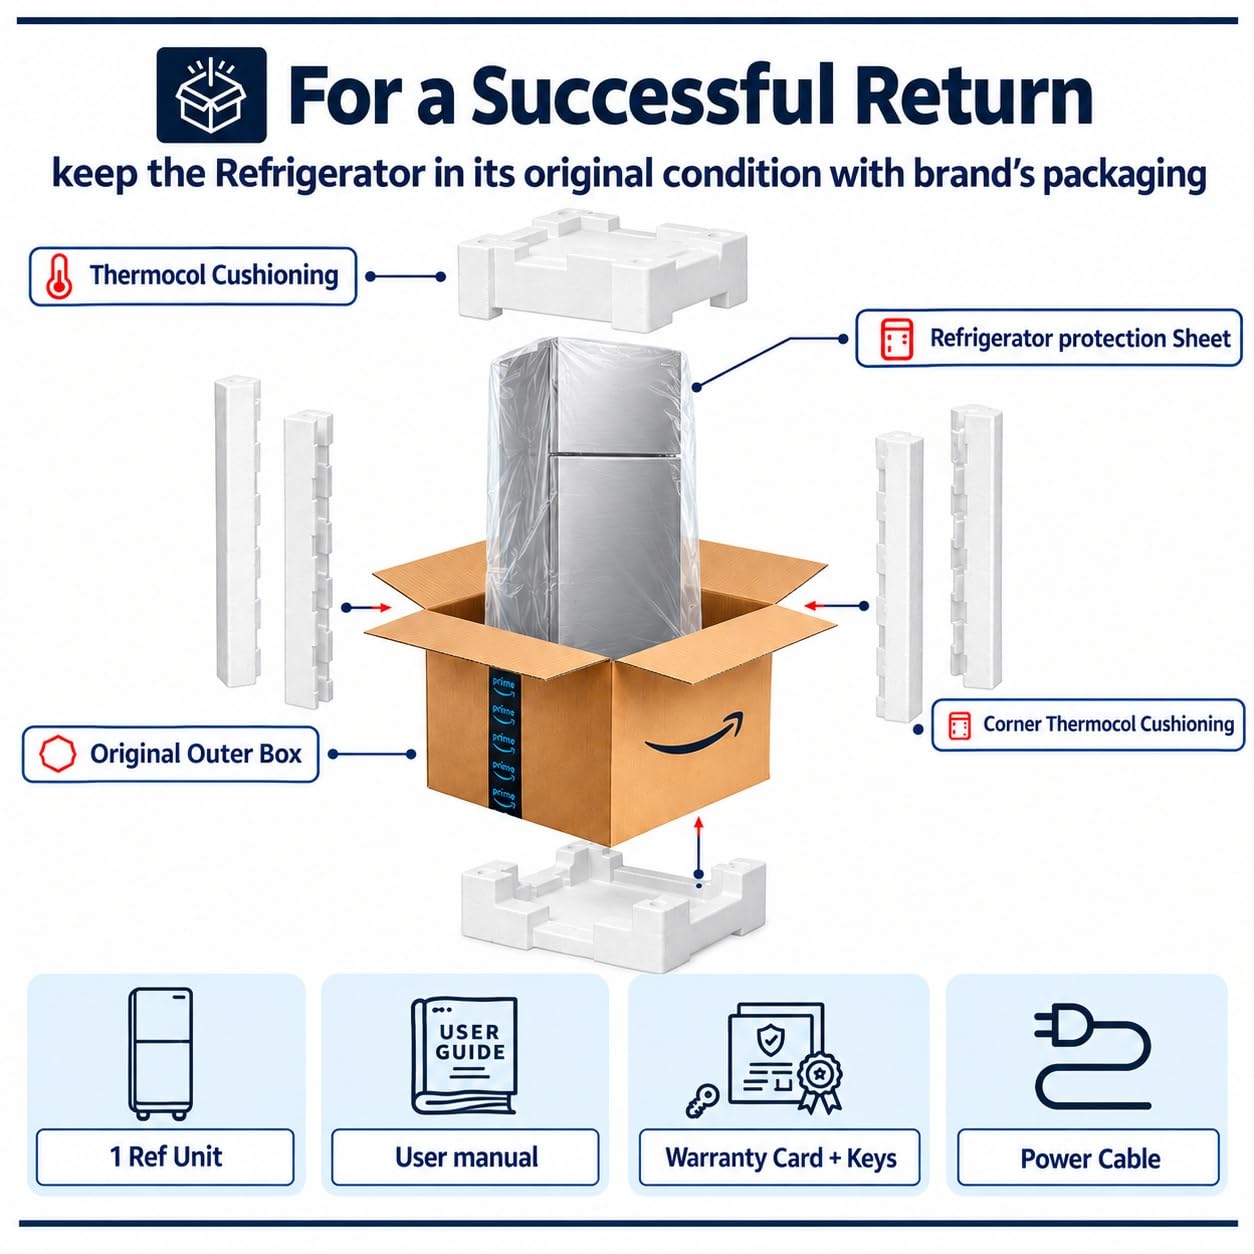 For a Successful Return
keep the Refrigerator in its original condition with brand's packaging
Thermocol Cushioning
Refrigerator protection Sheet
Original Outer Box
prime
prime
prime
prime
prime
Corner Thermocol Cushioning
USER
GUIDE
1 Ref Unit
User manual
Warranty Card + Keys
Power Cable